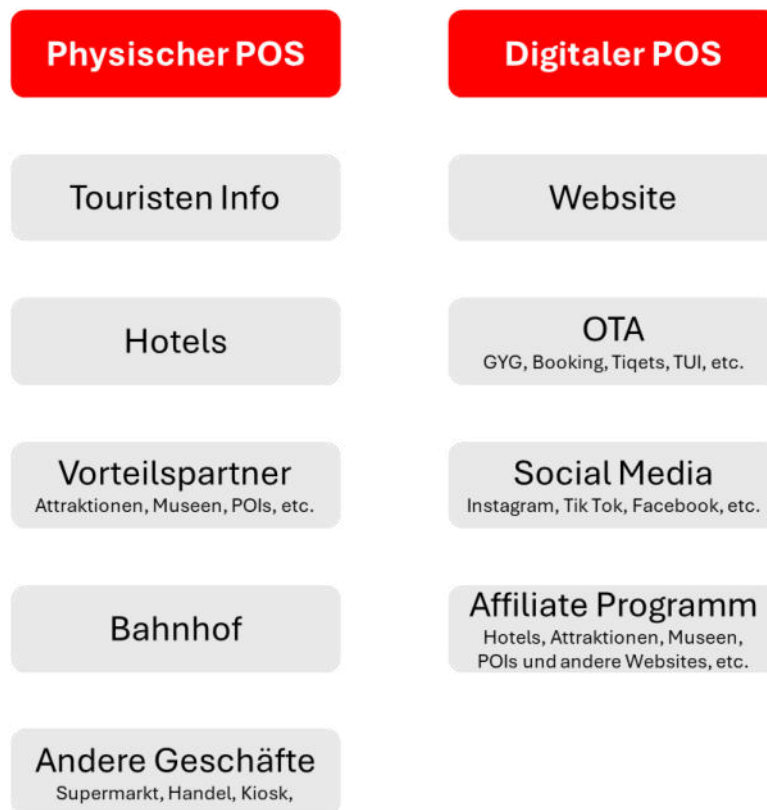 Physischer POS
Touristen Info
Hotels
Vorteilspartner
Attraktionen, Museen, POIs, etc.
Bahnhof
Andere Geschäfte
Supermarkt, Handel, Kiosk,
Digitaler POS
Website
OTA
GYG, Booking, Tiqets, TUI, etc.
Social Media
Instagram, Tik Tok, Facebook, etc.
Affiliate Programm
Hotels, Attraktionen, Museen,
POIs und andere Websites, etc.